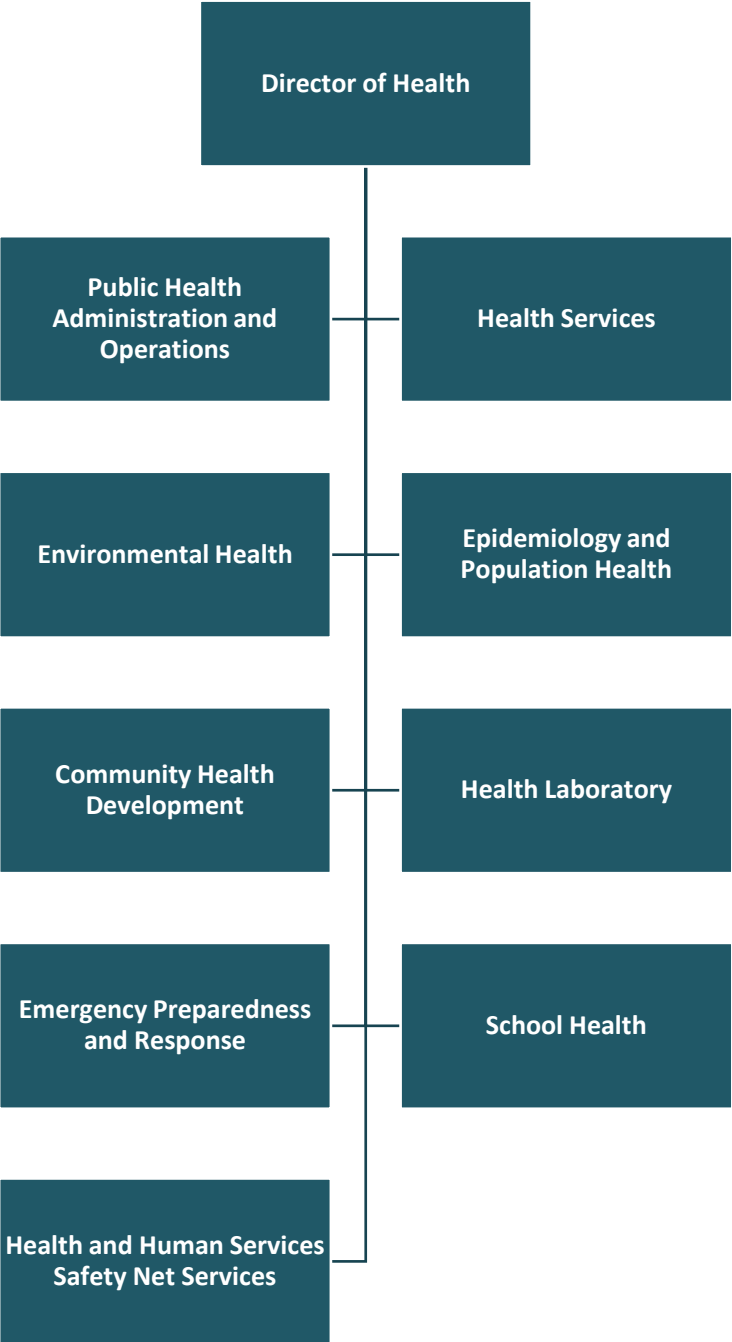 Director of Health
Public Health
Administration and
Operations
Health Services
Environmental Health
Epidemiology and
Population Health
Community Health
Development
Health Laboratory
Emergency Preparedness
and Response
School Health
Health and Human Services
Safety Net Services